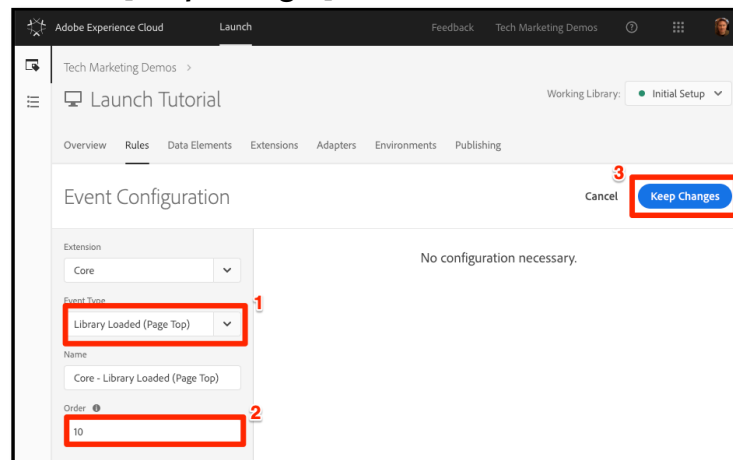 Adobe Experience Cloud Launch Feedback Tech Marketing Demos
Tech Marketing Demos >
Launch Tutorial
Working Library: Initial Setup
Overview Rules Data Elements Extensions Adapters Environments Publishing
3
Event Configuration
Cancel Keep Changes
Extension
Core
No configuration necessary.
Event Type
1
Library Loaded (Page Top)
Name
Core - Library Loaded (Page Top)
Order
2
10